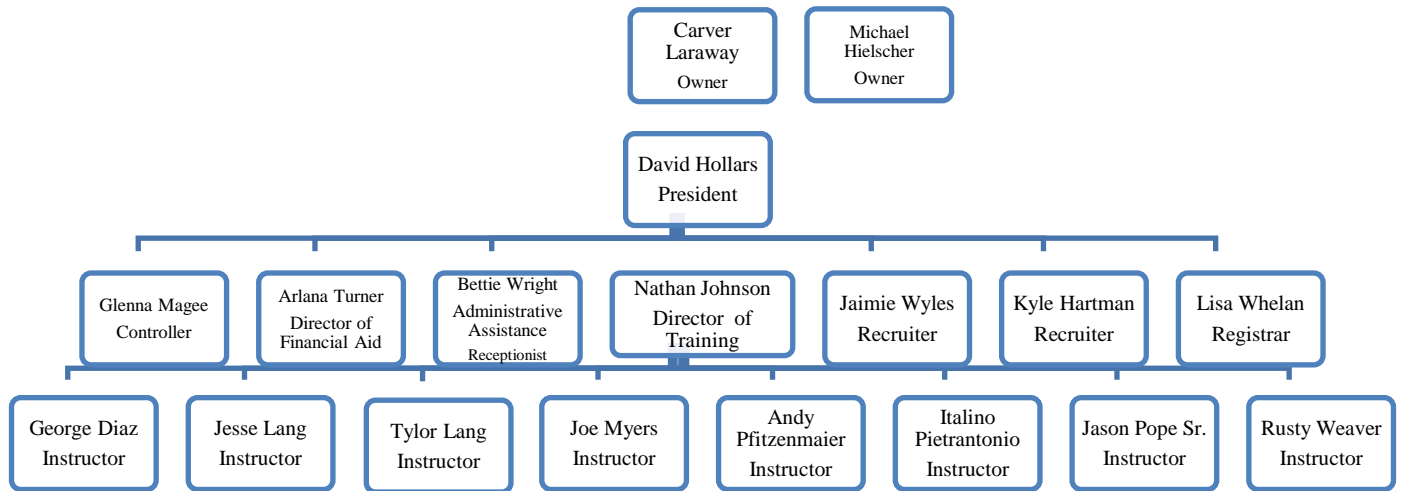 Carver
Laraway
Owner
Michael
Hielscher
Owner
David Hollars
President
Glenna Magee
Controller
Arlana Turner
Director of
Financial Aid
Bettie Wright
Administrative
Assistance
Receptionist
Nathan Johnson
Director of
Training
Jaimie Wyles
Recruiter
Kyle Hartman
Recruiter
Lisa Whelan
Registrar
George Diaz
Instructor
Jesse Lang
Instructor
Tylor Lang
Instructor
Joe Myers
Instructor
Andy
Pfitzenmaier
Instructor
Italino
Pietrantonio
Instructor
Jason Pope Sr.
Instructor
Rusty Weaver
Instructor